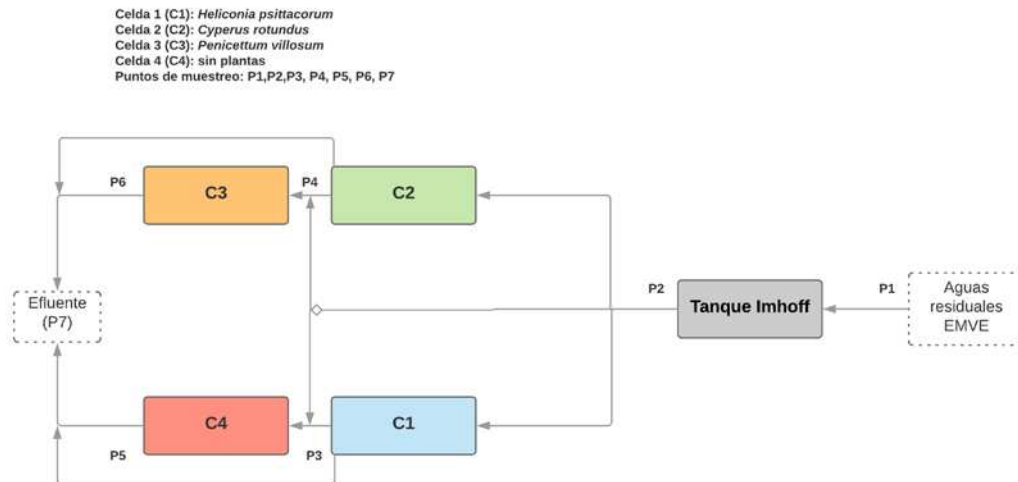 Celda 1 (C1): Heliconia psittacorum
Celda 2 (C2): Cyperus rotundus
Celda 3 (C3): Penicettum villosum
Celda 4 (C4): sin plantas
Puntos de muestreo: P1,P2,P3, P4, P5, P6, P7
P6
C3
P4
C2
Efluente
(P7)
P2
Tanque Imhoff
P1
Aguas
residuales
EMVE
C4
C1
P5
P3